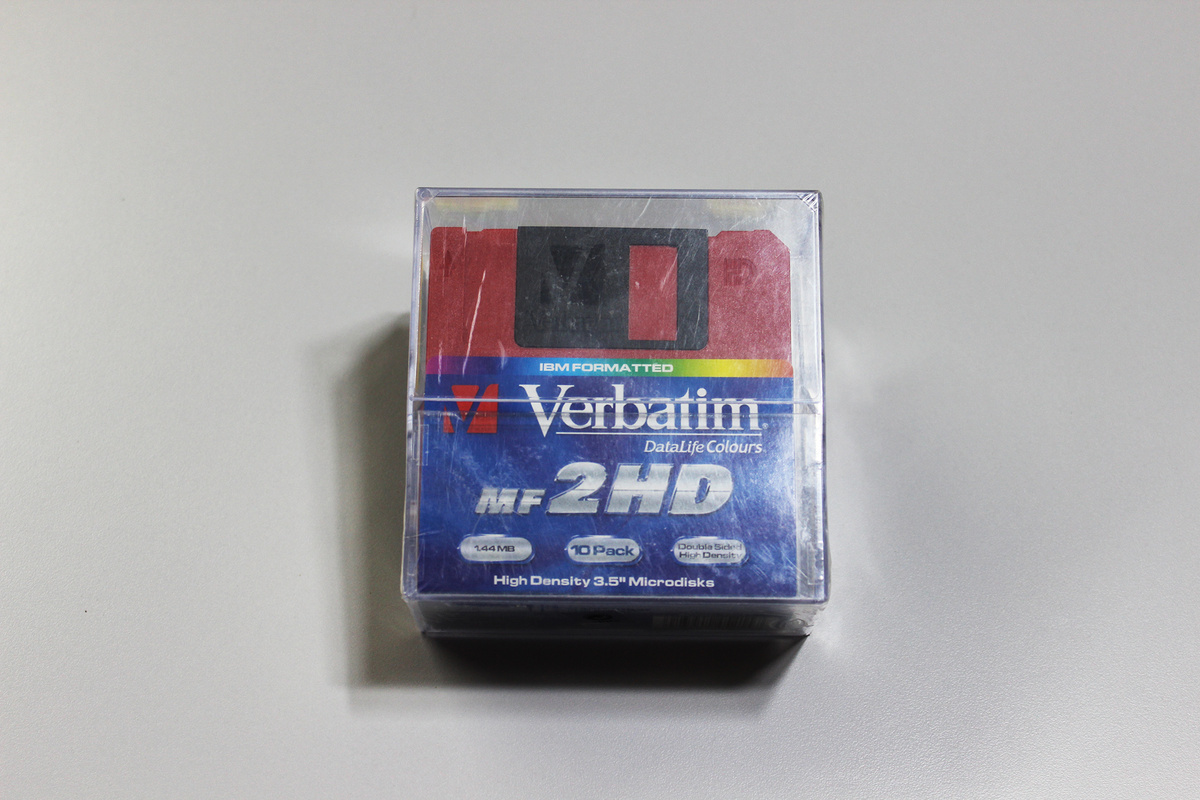 HD
IBM FORMATTED
Verbatim®
DataLife Colours
MF 2HD
1.44 MB
10 Pack
Double Sided
High Density
High Density 3.5" Microdisks